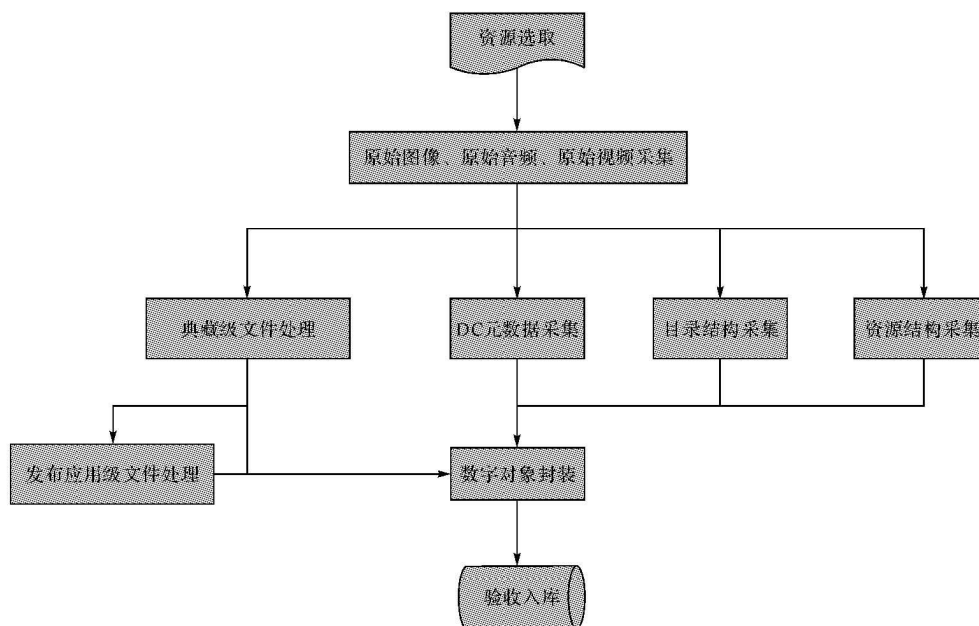 资源选取
原始图像、原始音频、原始视频采集
典藏级文件处理
DC元数据采集
目录结构采集
资源结构采集
发布应用级文件处理
数字对象封装
验收入库